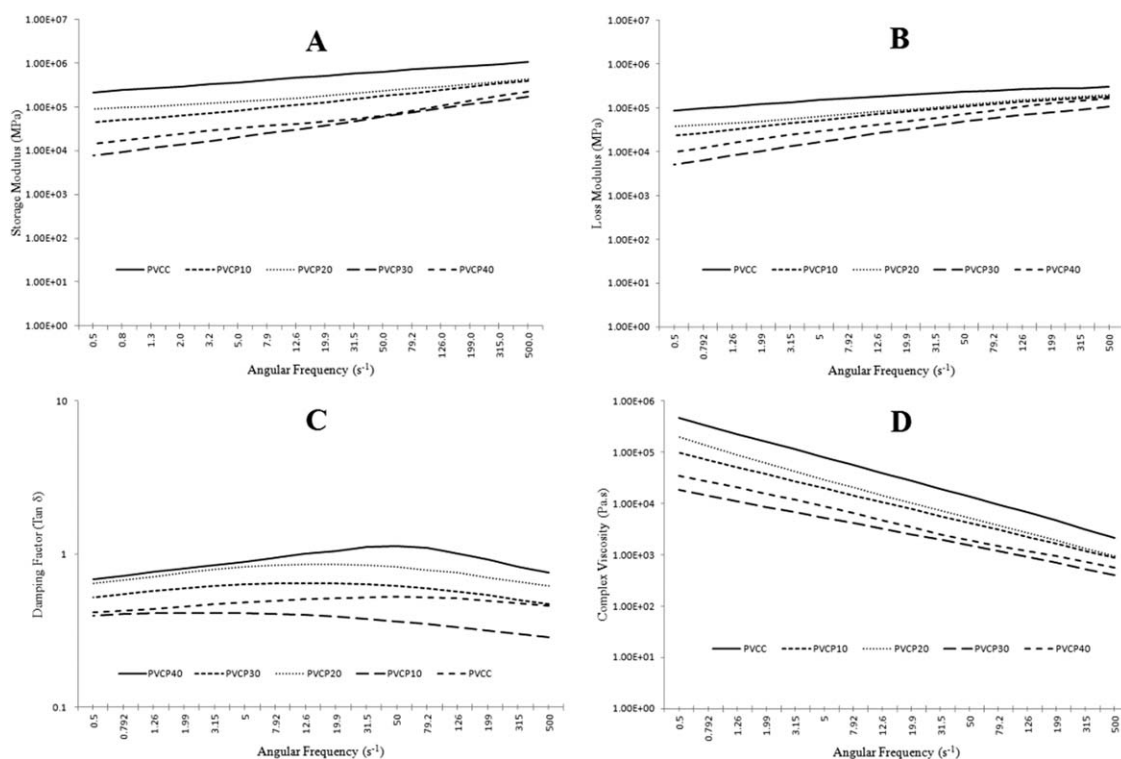 A
1.00E+07
1.00E+06
1.00E+05
1.00E+04
1.00E+03
1.00E+02
1.00E+01
1.00E+00
Storage Modulus (MPa)
PVCC PVCP10 PVCP20 PVCP30 PVCP40
0.5 0.8 1.3 2.0 3.2 5.0 7.9 12.6 19.9 31.5 50.0 79.2 126.0 199.0 315.0 500.0
Angular Frequency (s-1)
B
1.00E+07
1.00E+06
1.00E+05
1.00E+04
1.00E+03
1.00E+02
1.00E+01
1.00E+00
Loss Modulus (MPa)
PVCC PVCP10 PVCP20 PVCP30 PVCP40
0.5 0.792 1.26 1.99 3.15 5 7.92 12.6 19.9 31.5 50 79.2 126 199 315 500
Angular Frequency (s-1)
C
10
1
0.1
Damping Factor (Tan δ)
PVCP40 PVCP30 PVCP20 PVCP10 PVCC
0.5 0.792 1.26 1.99 3.15 5 7.92 12.6 19.9 31.5 50 79.2 126 199 315 500
Angular Frequency (s-1)
D
1.00E+06
1.00E+05
1.00E+04
1.00E+03
1.00E+02
1.00E+01
1.00E+00
Complex Viscosity (Pa.s)
PVCC PVCP10 PVCP20 PVCP30 PVCP40
0.5 0.792 1.26 1.99 3.15 5 7.92 12.6 19.9 31.5 50 79.2 126 199 315 500
Angular Frequency (s-1)